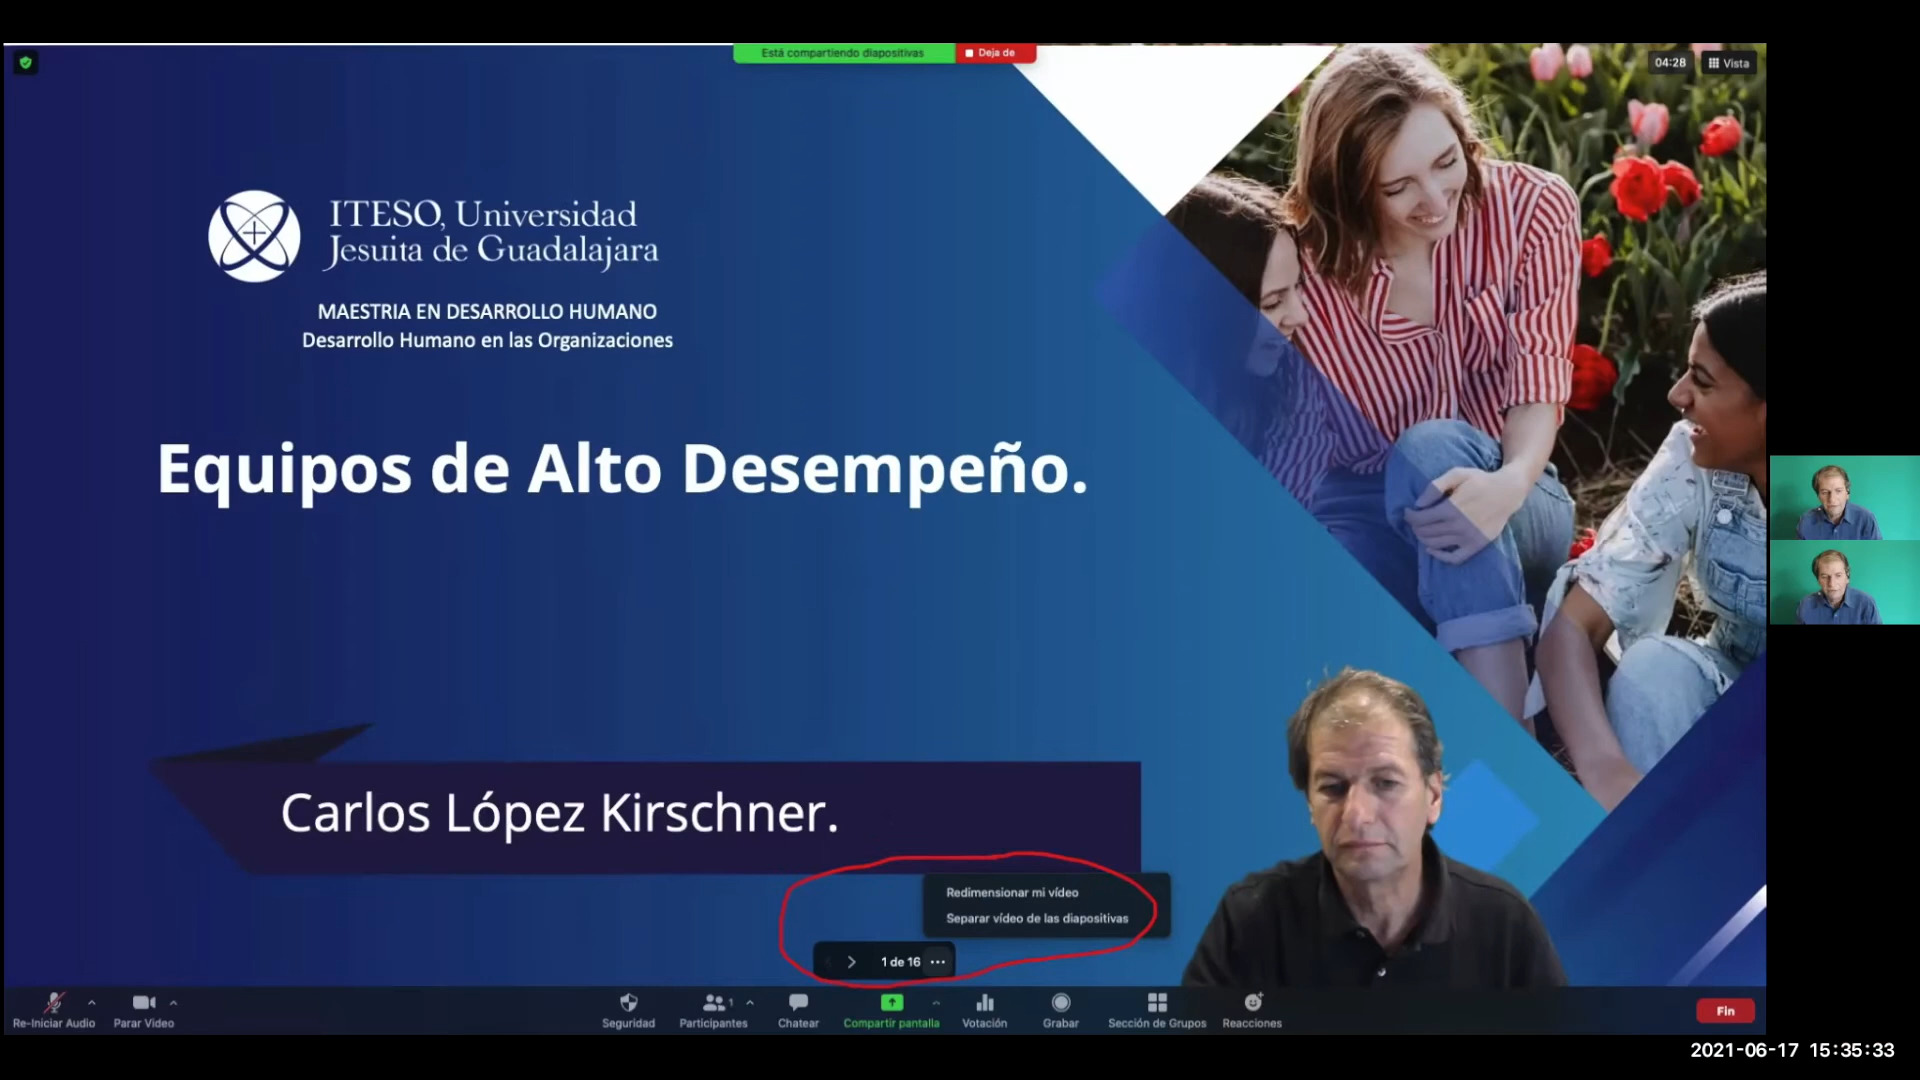 Está compartiendo diapositivas
Deja de
04:28
Vista
ITESO, Universidad
Jesuita de Guadalajara
MAESTRIA EN DESARROLLO HUMANO
Desarrollo Humano en las Organizaciones
Equipos de Alto Desempeño.
Carlos López Kirschner.
Redimensionar mi vídeo
Separar vídeo de las diapositivas
1 de 16
1
Re-Iniciar Audio
Parar Video
Seguridad
Participantes
Chatear
Compartir pantalla
Votación
Grabar
Sección de Grupos
Reacciones
Fin
2021-06-17 15:35:33